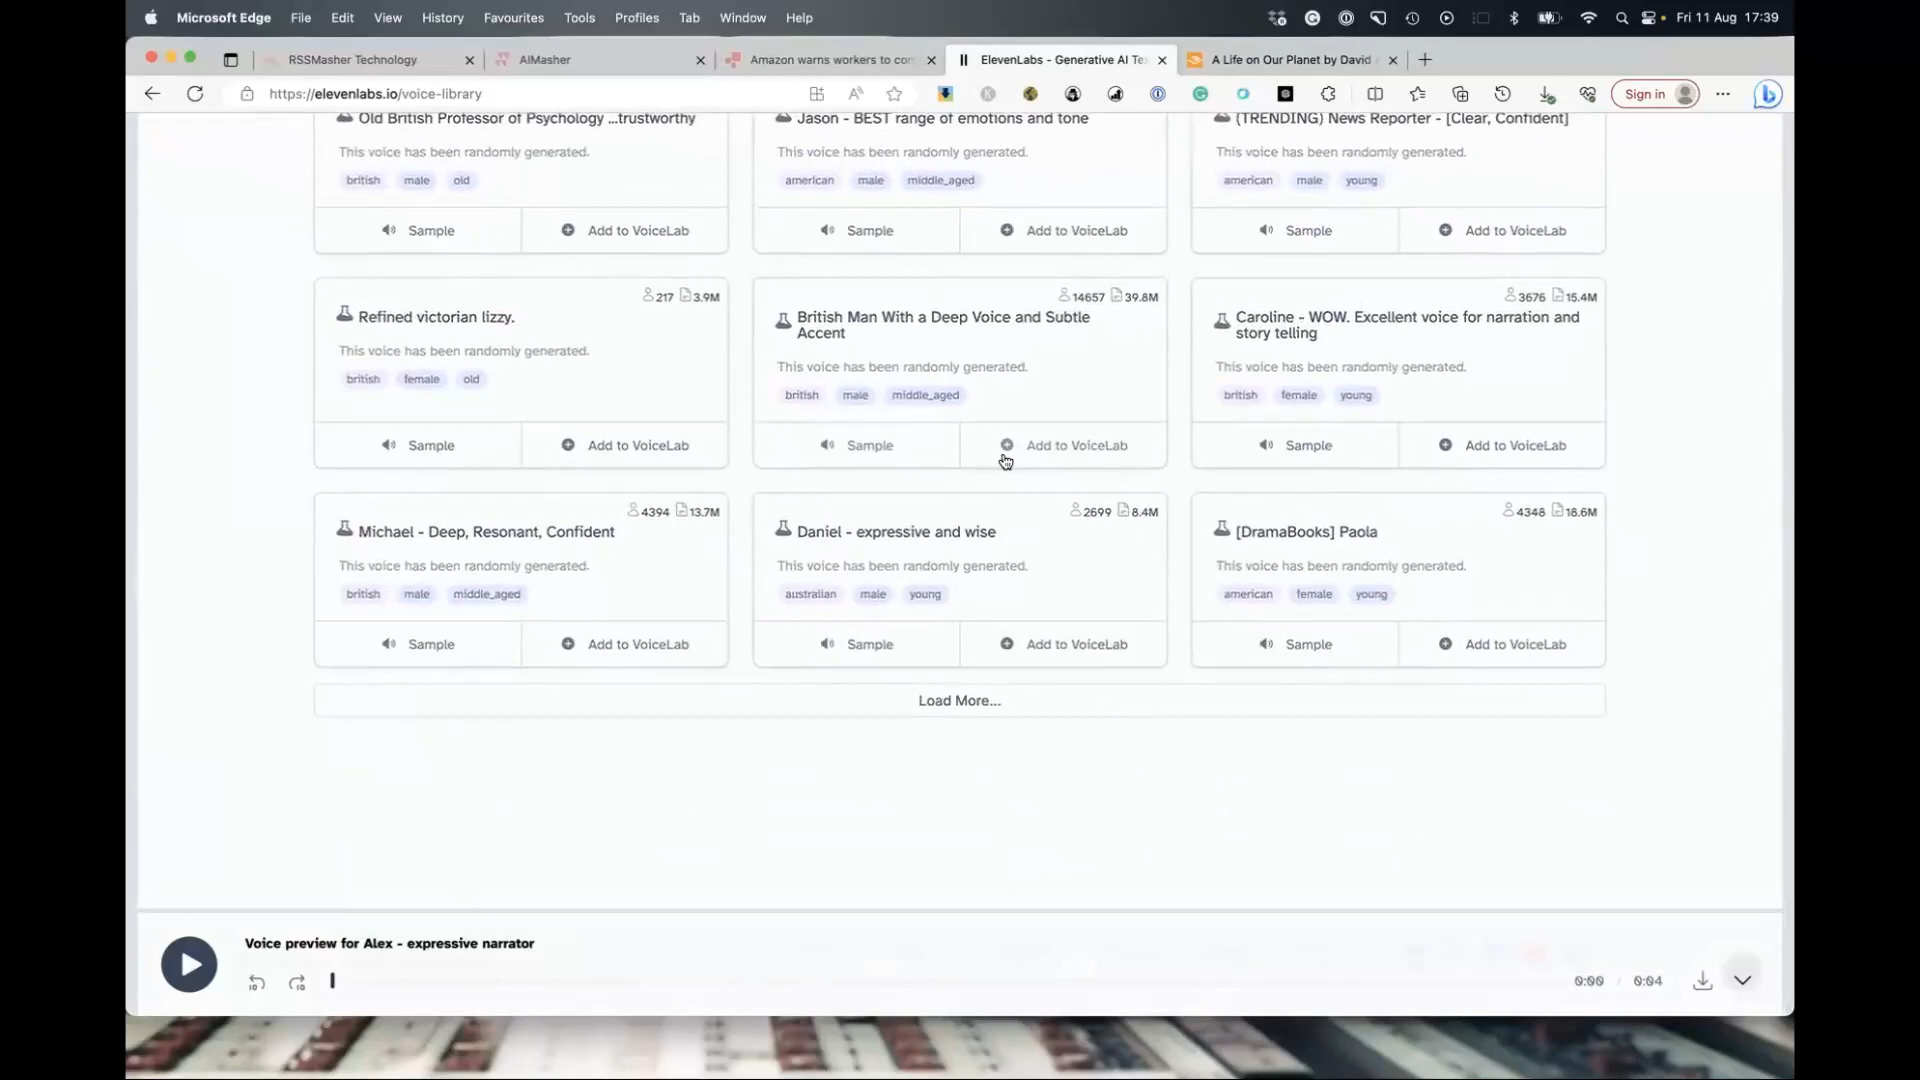 Microsoft Edge File Edit View History Favourites Tools Profiles Tab Window Help Fri 11 Aug 17:39
RSSMasher Technology AIMasher Amazon warns workers to con ElevenLabs - Generative AI Te A Life on Our Planet by David
https://elevenlabs.io/voice-library Sign in
Old British Professor of Psychology ...trustworthy
This voice has been randomly generated.
british male old
Sample Add to VoiceLab
Jason - BEST range of emotions and tone
This voice has been randomly generated.
american male middle_aged
Sample Add to VoiceLab
(TRENDING) News Reporter - [Clear, Confident]
This voice has been randomly generated.
american male young
Sample Add to VoiceLab
217 3.9M
Refined victorian lizzy.
This voice has been randomly generated.
british female old
Sample Add to VoiceLab
14657 39.8M
British Man With a Deep Voice and Subtle
Accent
This voice has been randomly generated.
british male middle_aged
Sample Add to VoiceLab
3676 15.4M
Caroline - WOW. Excellent voice for narration and
story telling
This voice has been randomly generated.
british female young
Sample Add to VoiceLab
4394 13.7M
Michael - Deep, Resonant, Confident
This voice has been randomly generated.
british male middle_aged
Sample Add to VoiceLab
2699 8.4M
Daniel - expressive and wise
This voice has been randomly generated.
australian male young
Sample Add to VoiceLab
4348 18.6M
[DramaBooks] Paola
This voice has been randomly generated.
american female young
Sample Add to VoiceLab
Load More...
Voice preview for Alex - expressive narrator
10 10 0:00 / 0:04